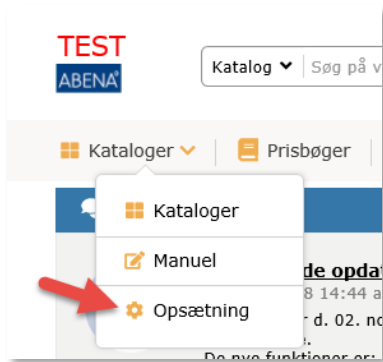 TEST
ABENA
Katalog Søg på v
Kataloger Prisbøger
Kataloger
Manuel
de opdat
8 14:44 a
Opsætning
r d. 02. no
e.
De nye funktioner er: